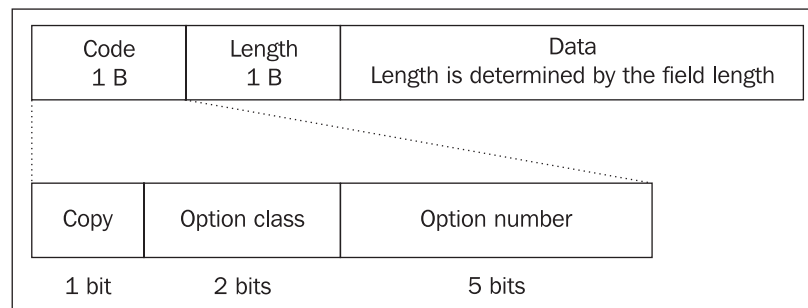 Code
1 B
Length
1 B
Data
Length is determined by the field length
Copy
Option class
Option number
1 bit
2 bits
5 bits